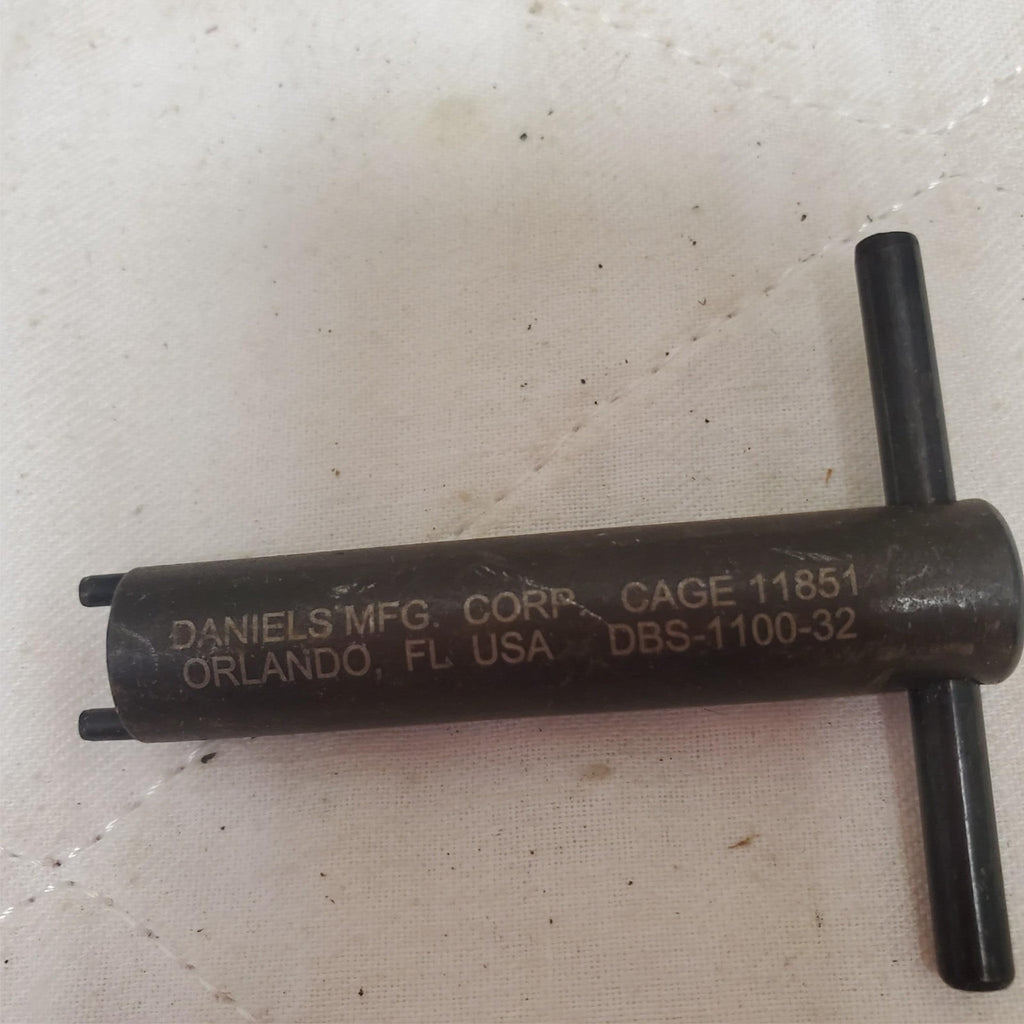 DANIELS MFG. CORP. CAGE 11851
ORLANDO, FL USA DBS-1100-32